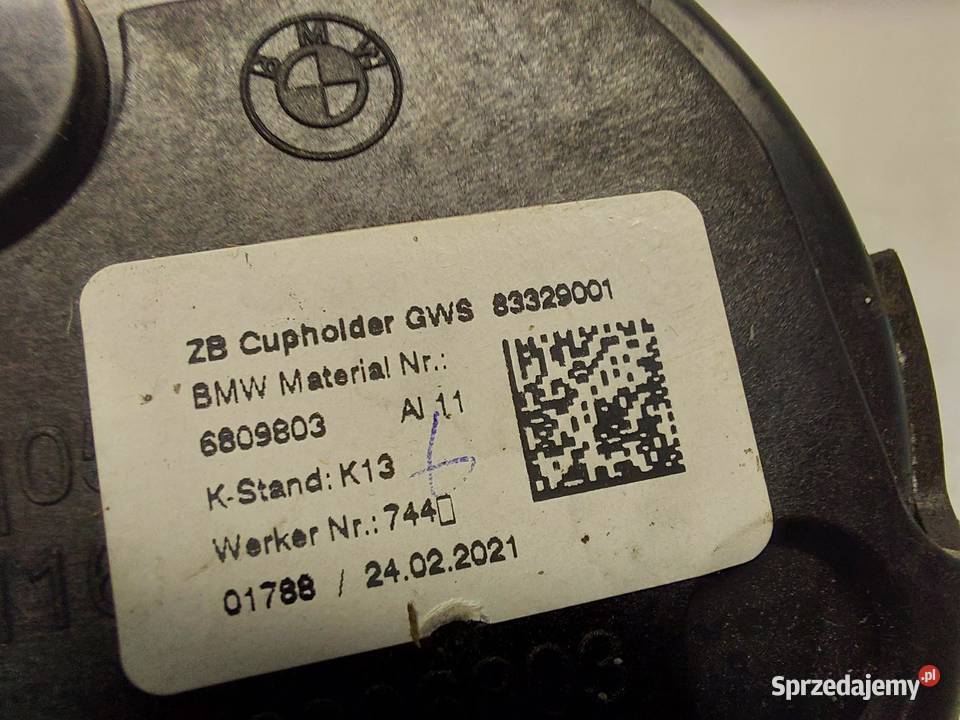 BMW
ZB Cupholder GWS 83329001
BMW Material Nr.:
6809803 AI 11
K-Stand: K13
Werker Nr.: 744▯
01788 / 24.02.2021
Sprzedajemy.pl